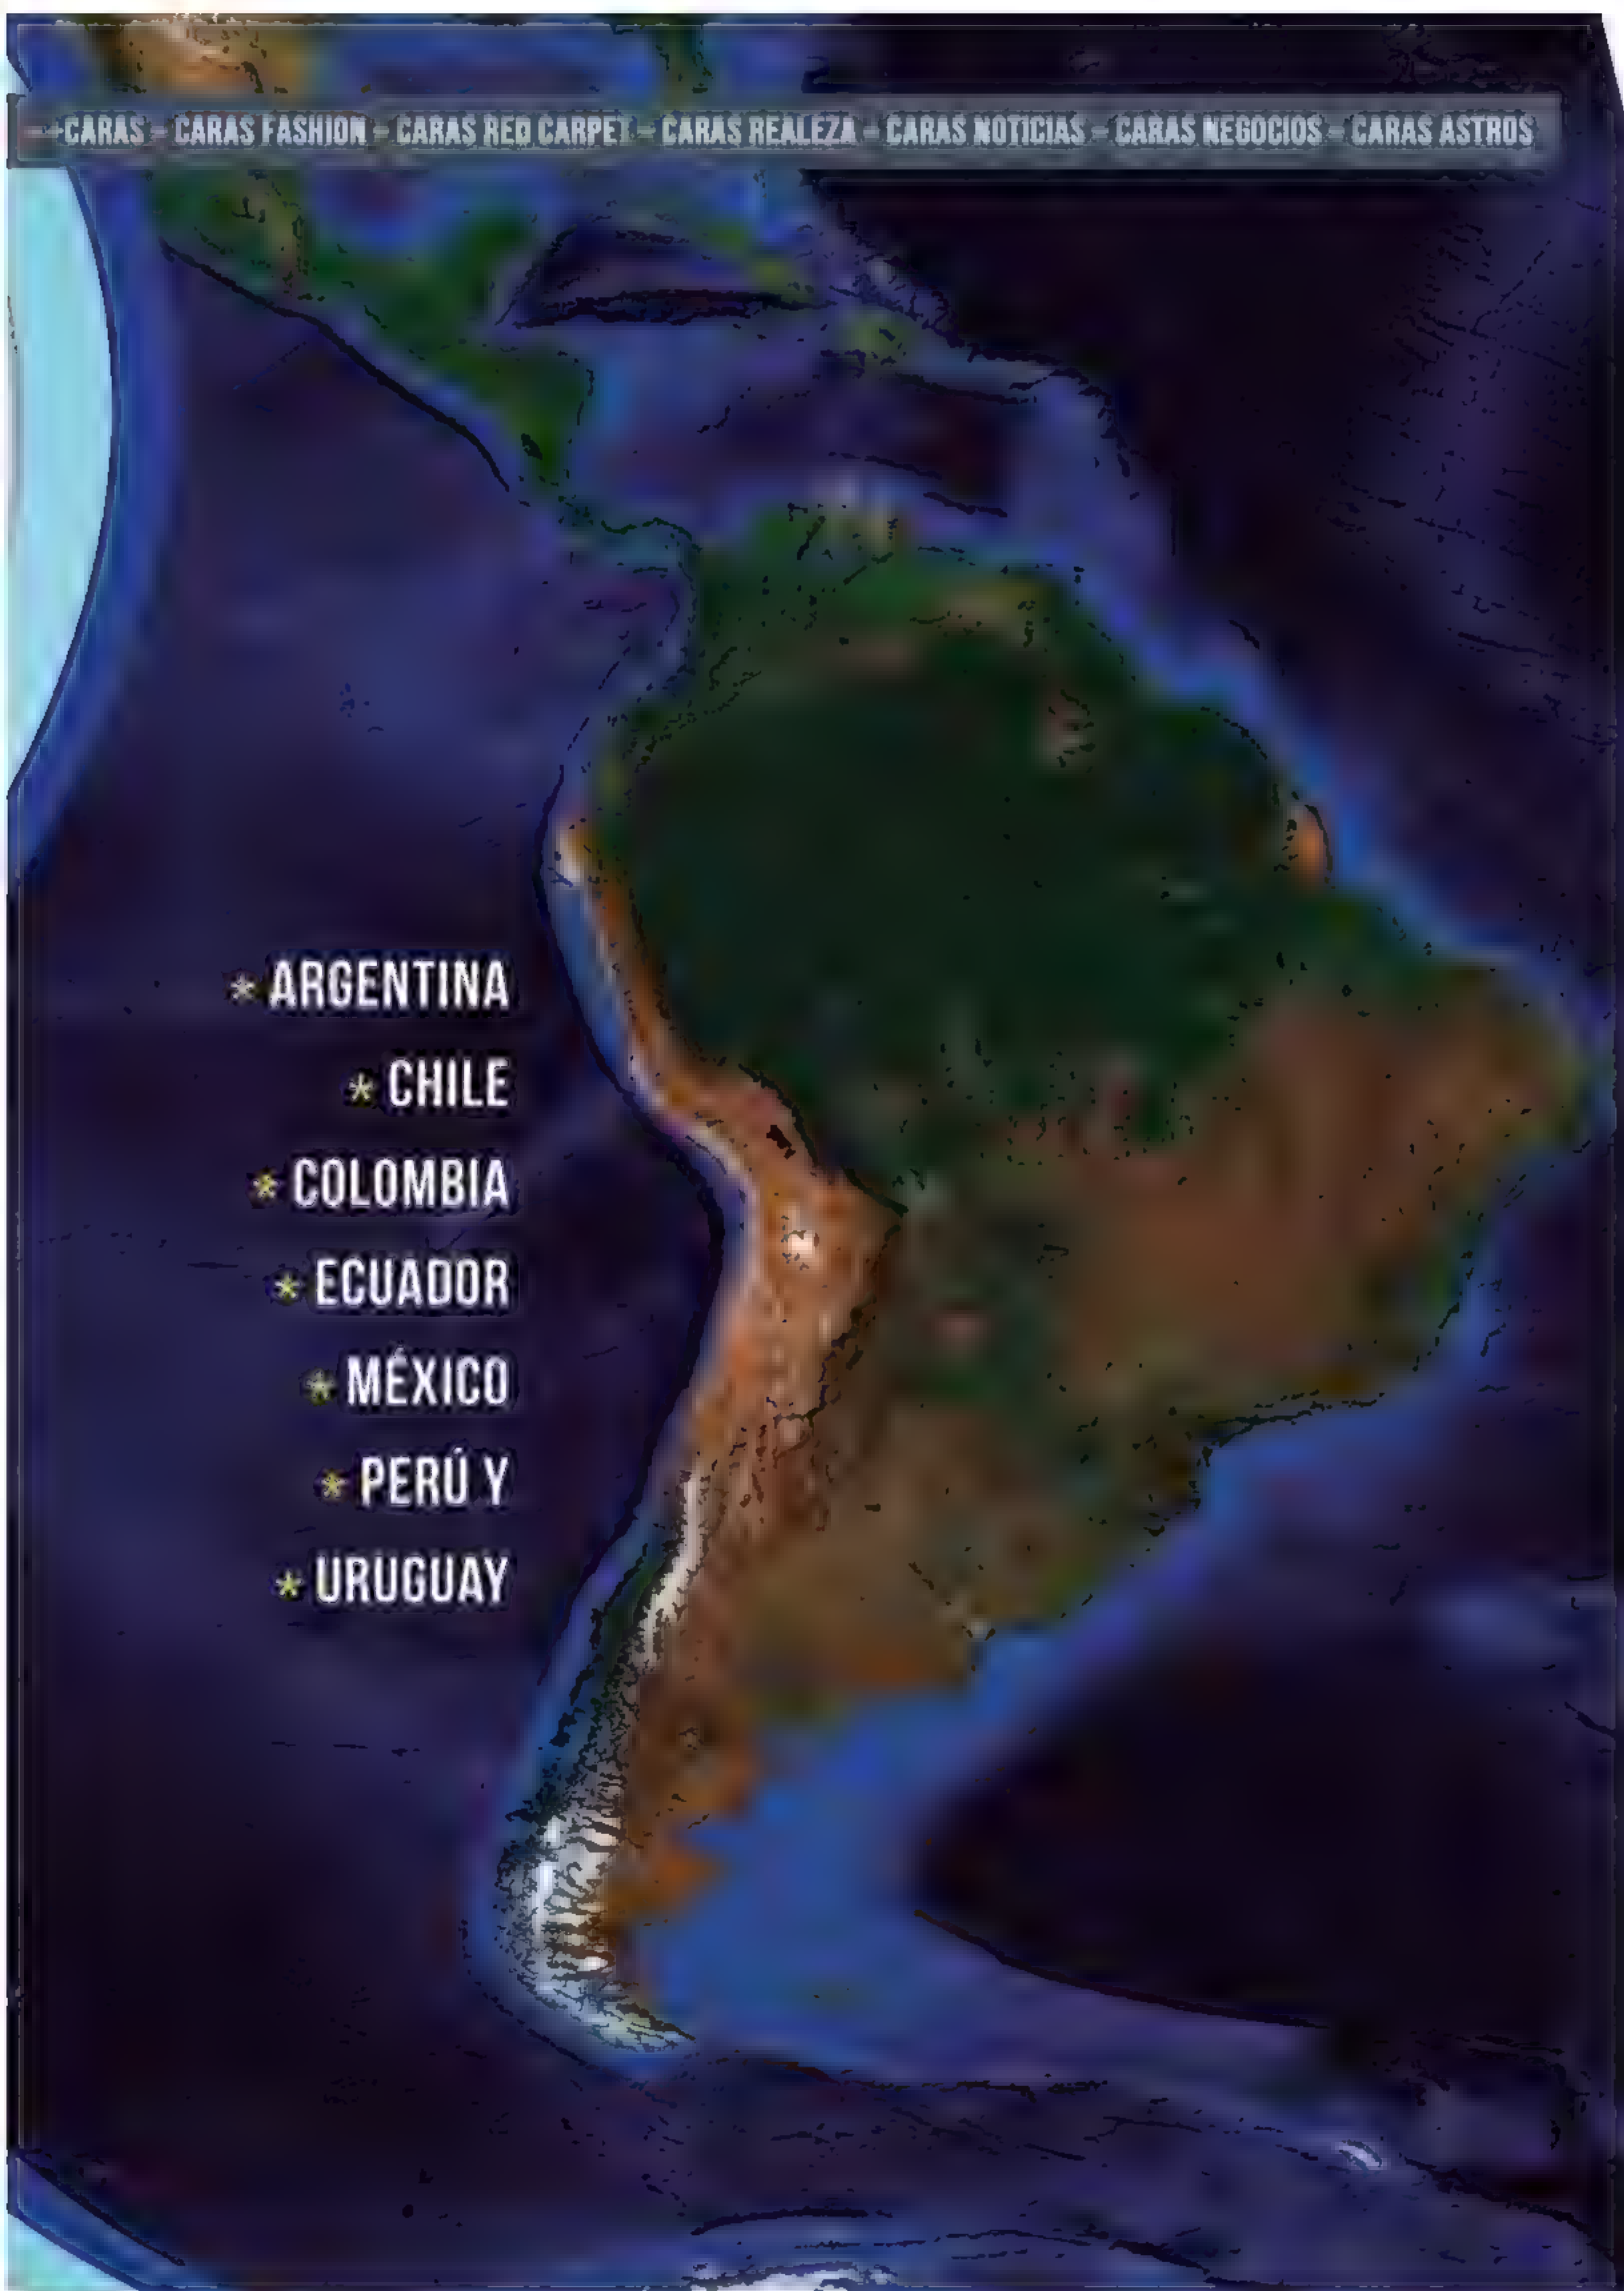 CARAS - CARAS FASHION - CARAS RED CARPET - CARAS REALEZA - CARAS NOTICIAS - CARAS NEGOCIOS - CARAS ASTROS
* ARGENTINA
* CHILE
* COLOMBIA
* ECUADOR
* MÉXICO
* PERÚ Y
* URUGUAY